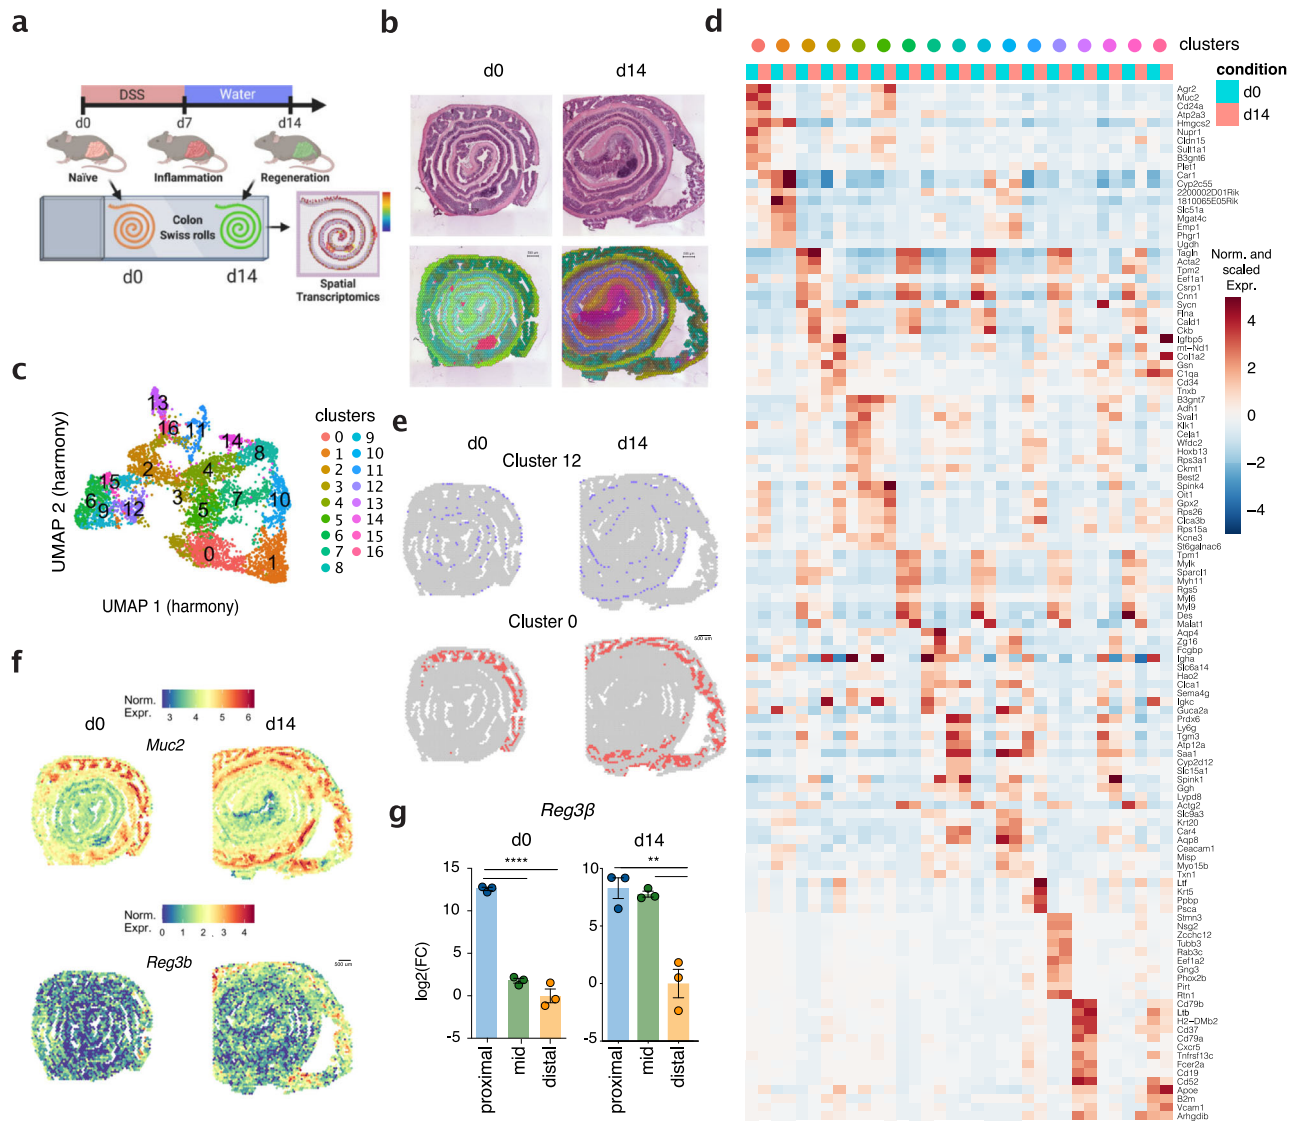 a
DSS
Water
d0
d7
d14
Naïve
Inflammation
Regeneration
Colon
Swiss rolls
d0
d14
Spatial
Transcriptomics
b
d0
d14
c
13
16
11
14
8
2
4
15
3
6
12
7
10
9
5
0
1
UMAP 2 (harmony)
UMAP 1 (harmony)
clusters
0
1
2
3
4
5
6
7
8
9
10
11
12
13
14
15
16
d
clusters
condition
d0
d14
Norm. and
scaled
Expr.
4
2
0
−2
−4
Agr2
Muc2
Cd24a
Atp2a3
Hmgcs2
Nupr1
Cldn15
Sult1a1
B3gnt6
Plet1
Car1
Cyp2c55
2200002D01Rik
1810065E05Rik
Slc51a
Mgat4c
Emp1
Phgr1
Ugdh
Tagln
Acta2
Tpm2
Eef1a1
Csrp1
Cnn1
Sycn
Flna
Cald1
Ckb
Igfbp5
mt−Nd1
Col1a2
Gsn
C1qa
Cd34
Tnxb
B3gnt7
Adh1
Sval1
Klk1
Cela1
Wfdc2
Hoxb13
Rps3a1
Ckmt1
Best2
Spink4
Oit1
Gpx2
Rps26
Clca3b
Rps15a
Kcne3
St6galnac6
Tpm1
Mylk
Sparcl1
Myh11
Rgs5
Myl6
Myl9
Des
Malat1
Aqp4
Zg16
Fcgbp
Igha
Slc6a14
Hao2
Clca1
Sema4g
Igkc
Guca2a
Prdx6
Ly6g
Tgm3
Atp12a
Saa1
Cyp2d12
Slc15a1
Spink1
Ggh
Lypd8
Actg2
Slc9a3
Krt20
Car4
Aqp8
Ceacam1
Misp
Myo15b
Txn1
Ltf
Krt5
Ppbp
Psca
Stmn3
Nsg2
Zcchc12
Tubb3
Rab3c
Eef1a2
Gng3
Phox2b
Pirt
Rtn1
Cd79b
Ltb
H2−DMb2
Cd37
Cd79a
Cxcr5
Tnfrsf13c
Fcer2a
Cd19
Cd52
Apoe
B2m
Vcam1
Arhgdib
e
d0
d14
Cluster 12
Cluster 0
500 um
f
Norm.
Expr.
3 4 5 6
d0
d14
Muc2
Norm.
Expr.
0 1 2 3 4
Reg3b
500 um
g
Reg3ß
d0
d14
****
**
log2(FC)
15
10
5
0
-5
10
5
0
-5
proximal
mid
distal
proximal
mid
distal